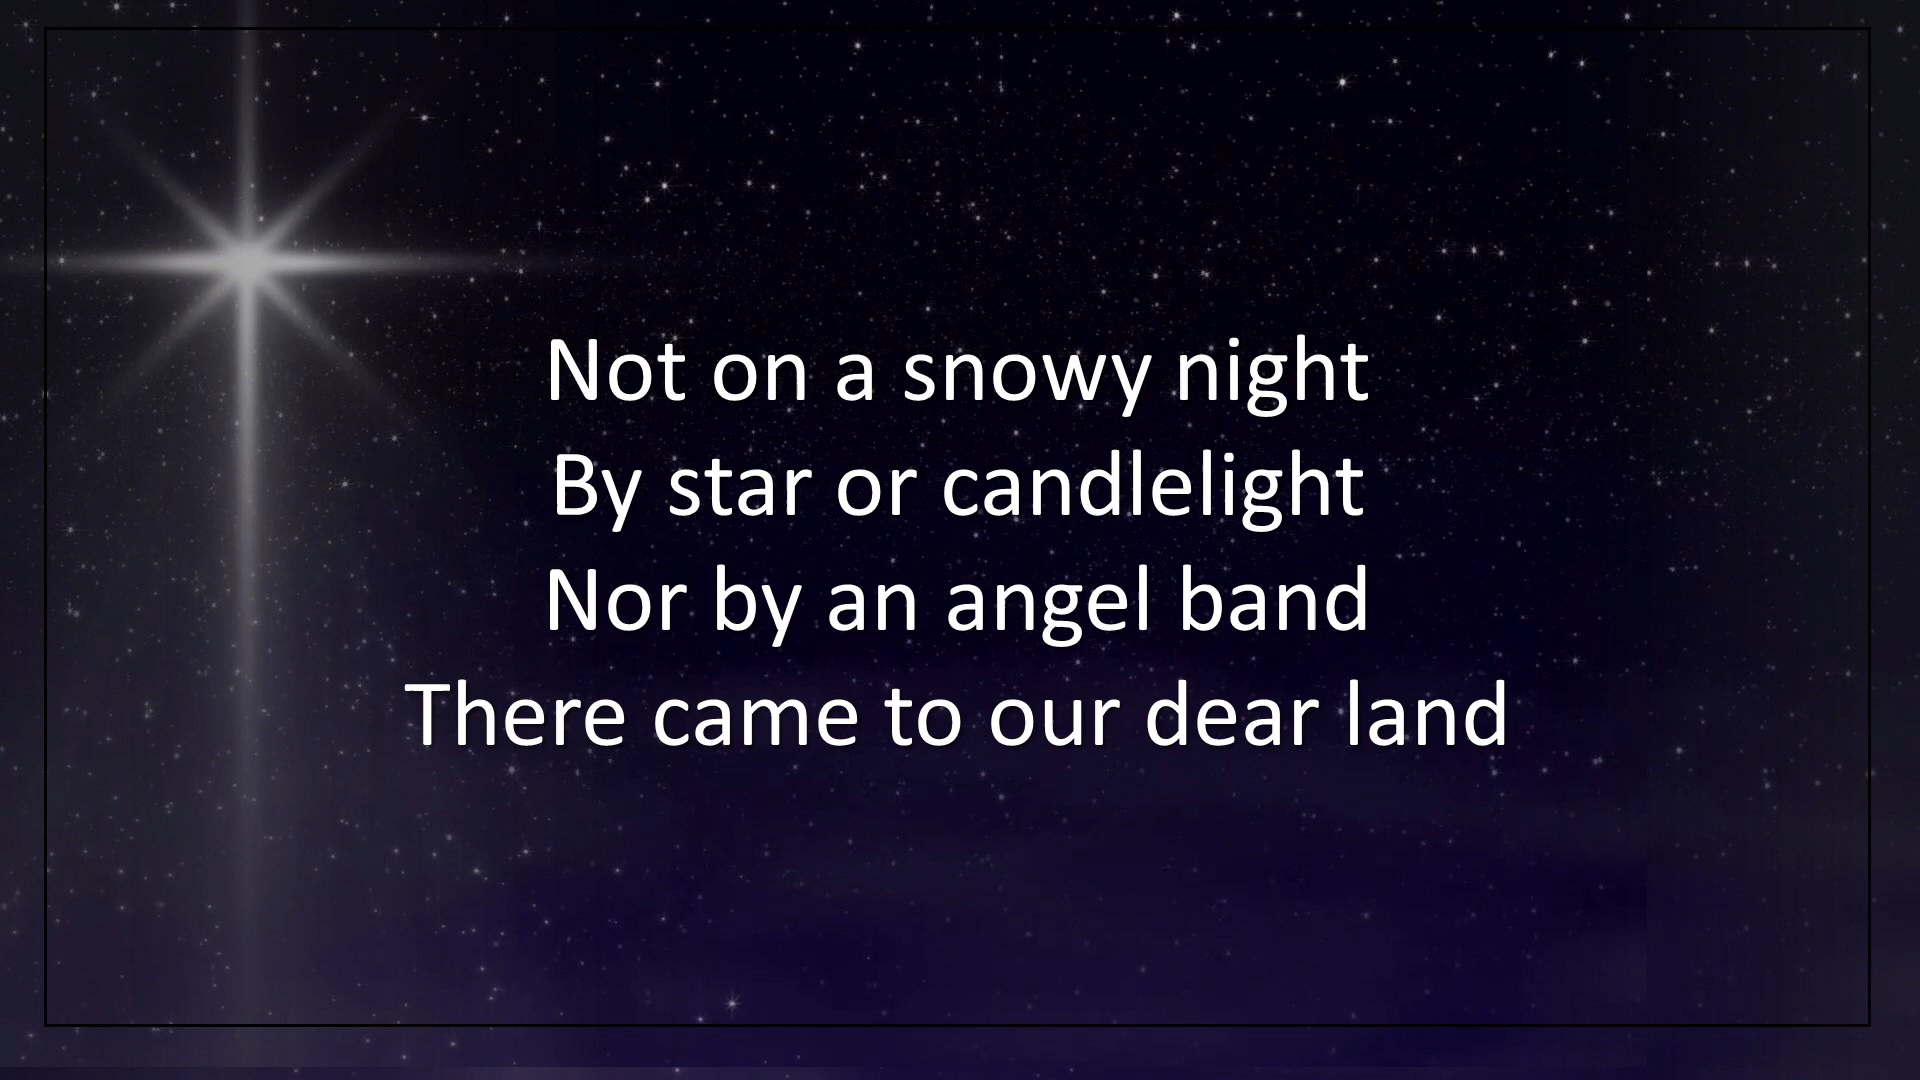 Not on a snowy night
By star or candlelight
Nor by an angel band
There came to our dear land